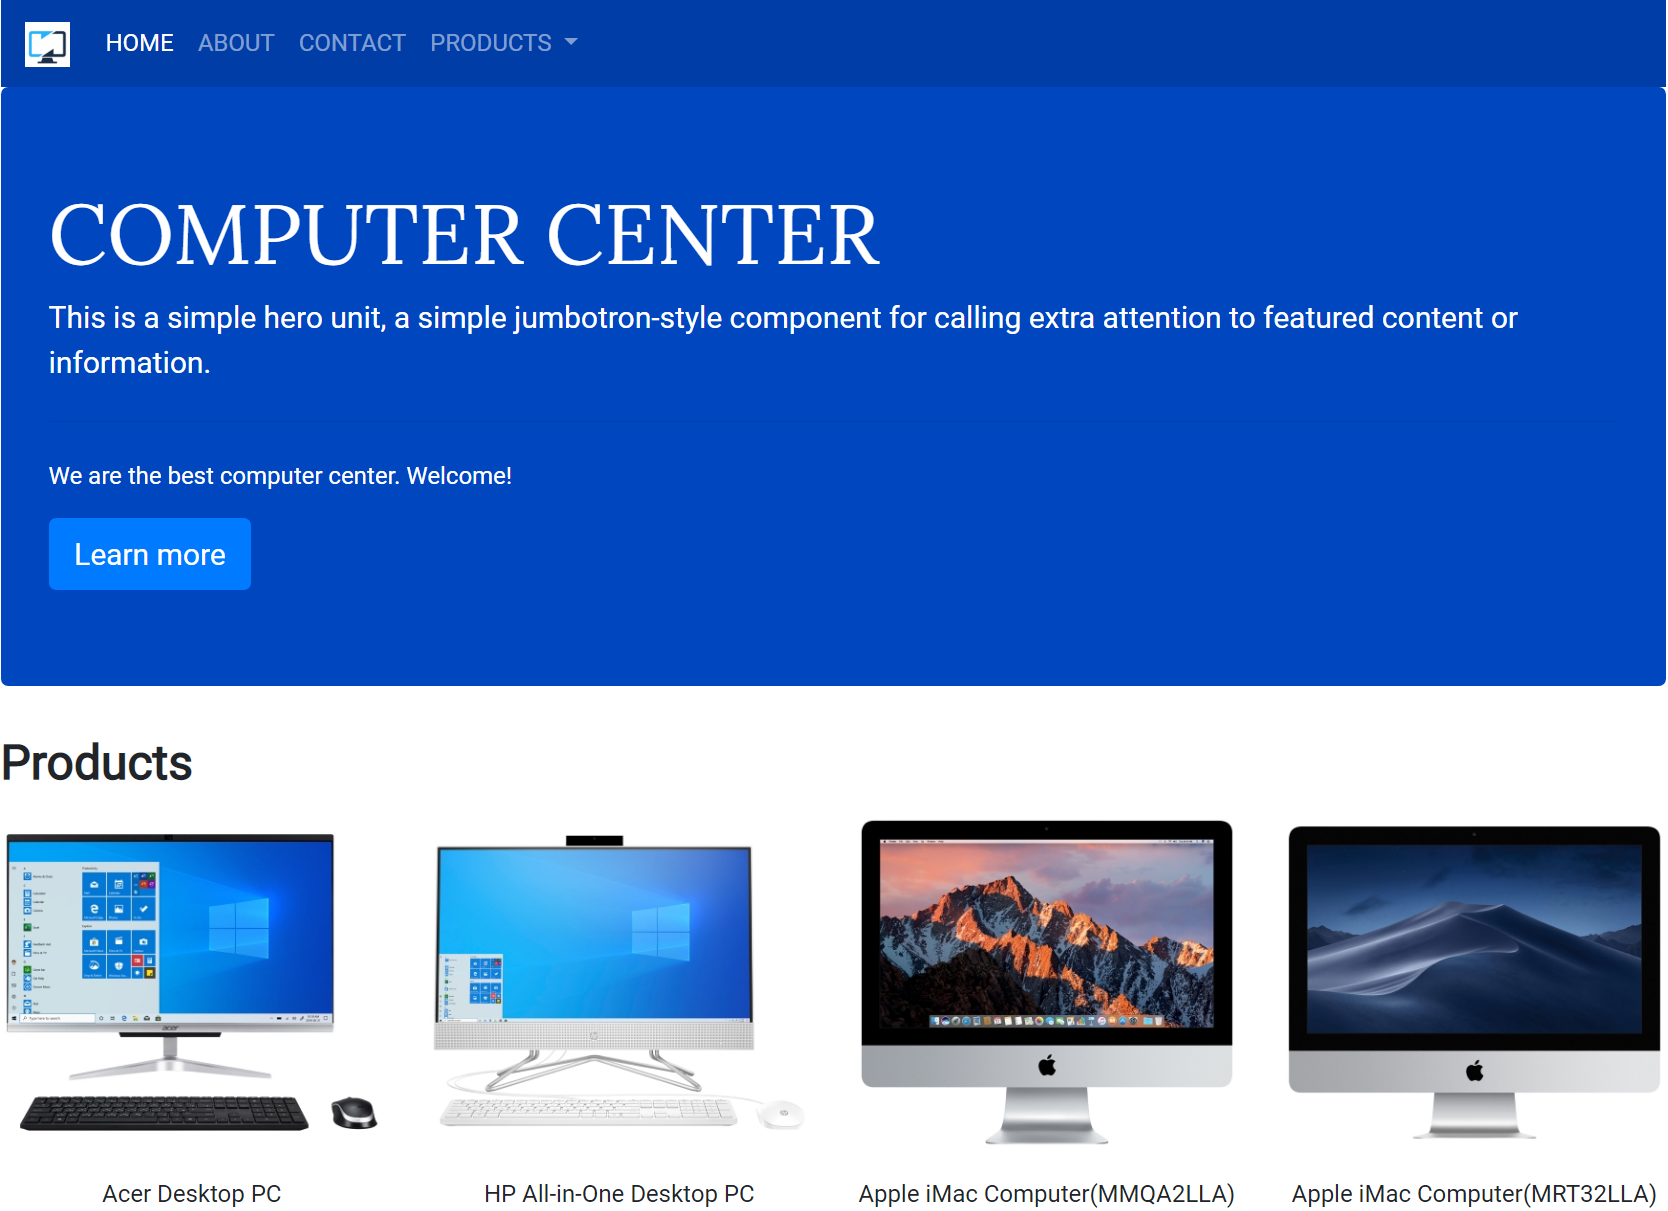 HOME ABOUT CONTACT PRODUCTS
COMPUTER CENTER
This is a simple hero unit, a simple jumbotron-style component for calling extra attention to featured content or
information.
We are the best computer center. Welcome!
Learn more
Products
acer
Acer Desktop PC
HP All-in-One Desktop PC
Apple iMac Computer(MMQA2LLA)
Apple iMac Computer(MRT32LLA)